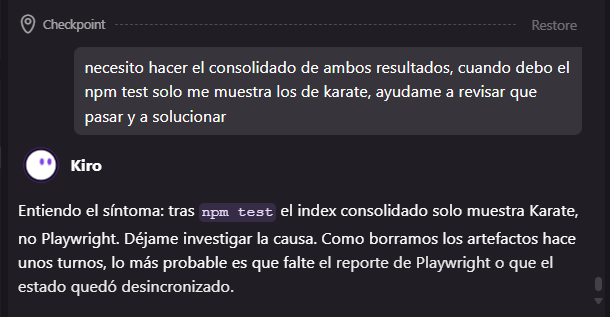 Checkpoint Restore
necesito hacer el consolidado de ambos resultados, cuando debo el
npm test solo me muestra los de karate, ayudame a revisar que
pasar y a solucionar
Kiro
Entiendo el síntoma: tras npm test el index consolidado solo muestra Karate,
no Playwright. Déjame investigar la causa. Como borramos los artefactos hace
unos turnos, lo más probable es que falte el reporte de Playwright o que el
estado quedó desincronizado.